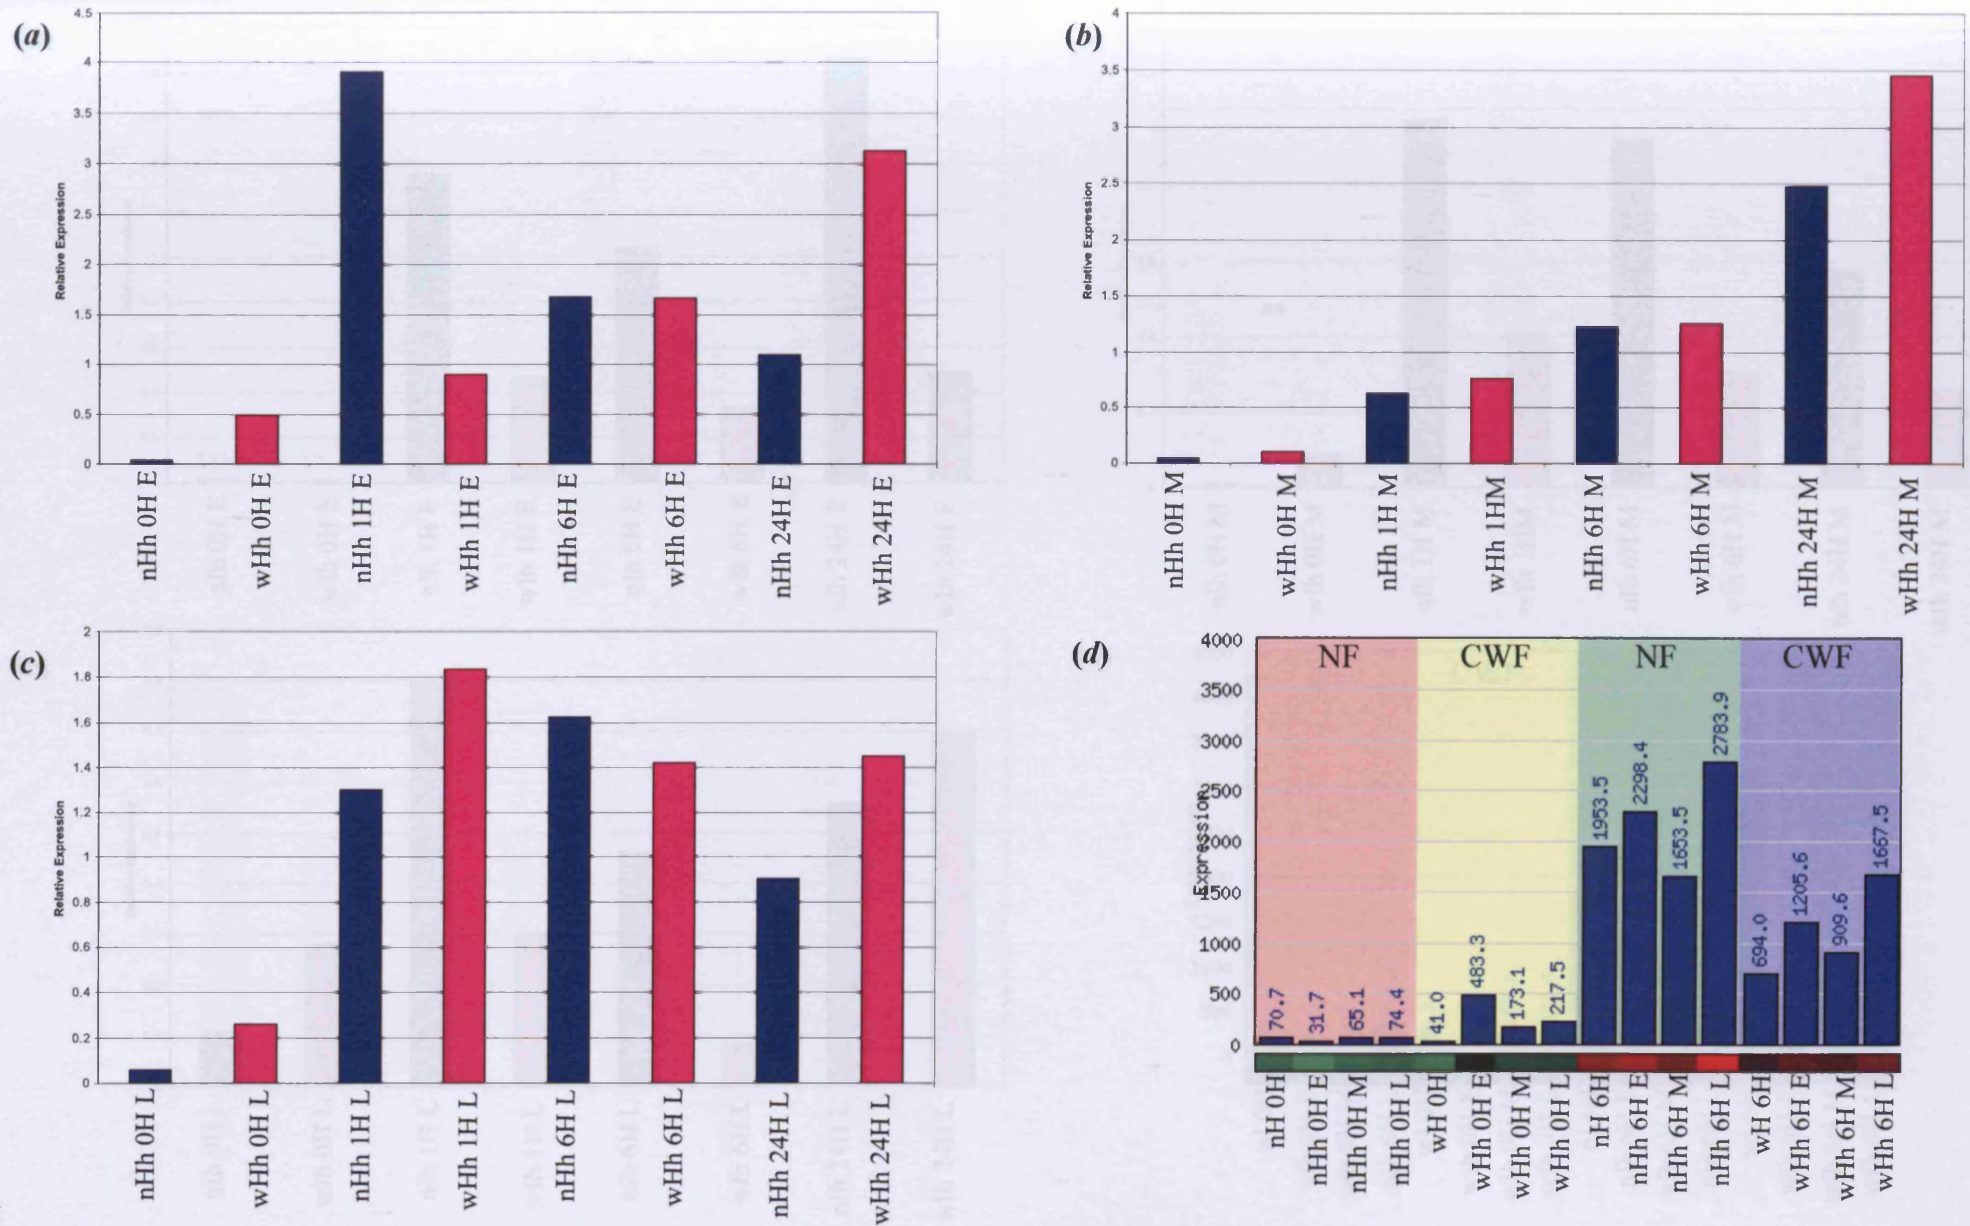 (a)
4.5
4
3.5
3
2.5
2
1.5
1
0.5
0
Relative Expression
nHh 0H E
wHh 0H E
nHh 1H E
wHh 1H E
nHh 6H E
wHh 6H E
nHh 24H E
wHh 24H E
(b)
4
3.5
3
2.5
2
1.5
1
0.5
0
Relative Expression
nHh 0H M
wHh 0H M
nHh 1H M
wHh 1HM
nHh 6H M
wHh 6H M
nHh 24H M
wHh 24H M
(c)
2
1.8
1.6
1.4
1.2
1
0.8
0.6
0.4
0.2
0
Relative Expression
nHh 0H L
wHh 0H L
nHh 1H L
wHh 1H L
nHh 6H L
wHh 6H L
nHh 24H L
wHh 24H L
(d)
4000
3500
3000
2500
2000
1500
1000
500
0
Expression
NF
CWF
NF
CWF
70.7
31.7
65.1
74.4
41.0
483.3
173.1
217.5
1953.5
2298.4
1653.5
2783.9
694.0
1205.6
909.6
1667.5
nH 0H
nHh 0H E
nHh 0H M
nHh 0H L
wH 0H
wHh 0H E
wHh 0H M
wHh 0H L
nH 6H
nHh 6H E
nHh 6H M
nHh 6H L
wH 6H
wHh 6H E
wHh 6H M
wHh 6H L